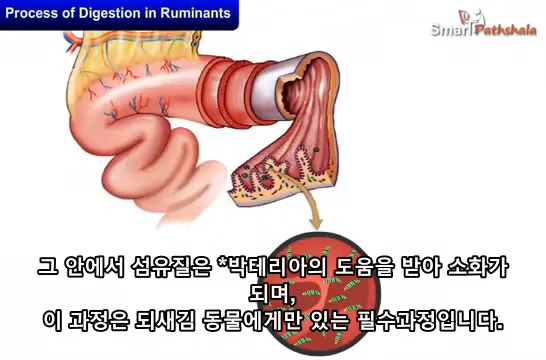 Process of Digestion in Ruminants
Smart Pathshala
그 안에서 섬유질은 *박테리아의 도움을 받아 소화가
되며,
이 과정은 되새김 동물에게만 있는 필수과정입니다.